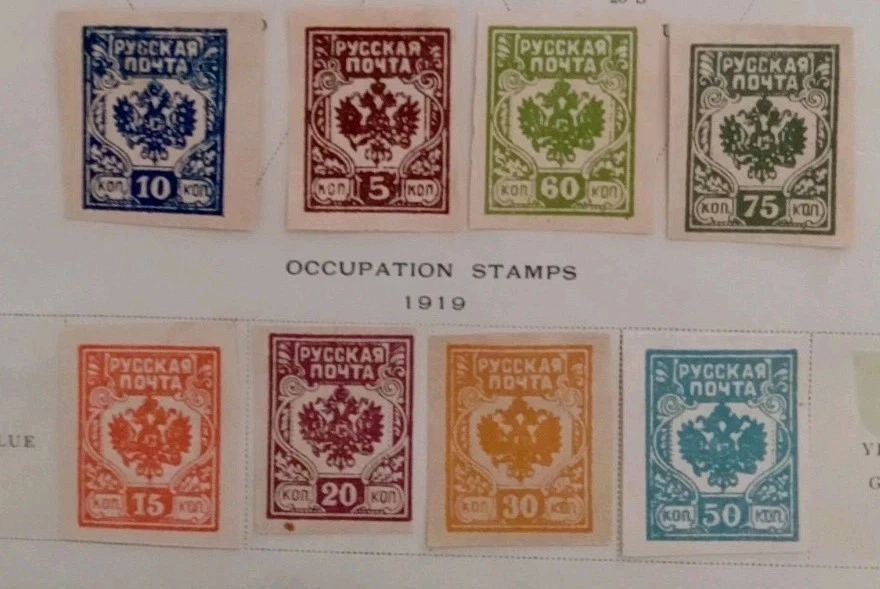 РУССКАЯ
ПОЧТА
КОП. 10 КОП.
РУССКАЯ
ПОЧТА
КОП. 5 КОП.
РУССКАЯ
ПОЧТА
КОП. 60 КОП.
РУССКАЯ
ПОЧТА
КОП. 75 КОП.
OCCUPATION STAMPS
1919
РУССКАЯ
ПОЧТА
КОП. 15 КОП.
РУССКАЯ
ПОЧТА
КОП. 20 КОП.
РУССКАЯ
ПОЧТА
КОП. 30 КОП.
РУССКАЯ
ПОЧТА
КОП. 50 КОП.